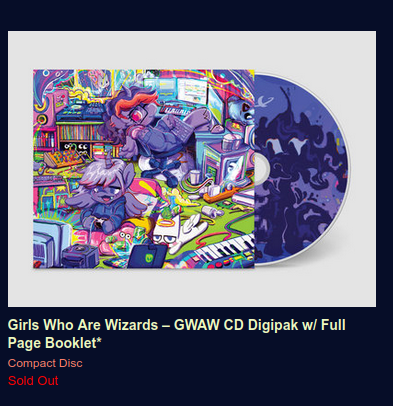 Girls Who Are Wizards – GWAW CD Digipak w/ Full
Page Booklet*
Compact Disc
Sold Out